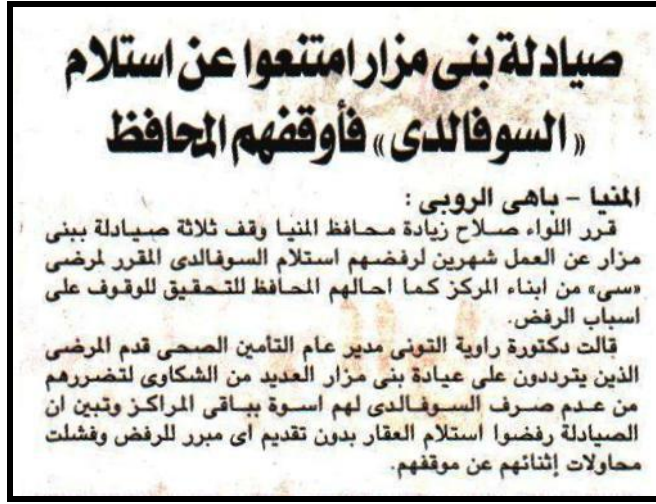 صيادلة بنى مزار امتنعوا عن استلام
«السوفالدى» فأوقفهم المحافظ
المنيا - باهى الروبى :
قرر اللواء صلاح زيادة محافظ المنيا وقف ثلاثة صيادلة ببنى
مزار عن العمل شهرين لرفضهم استلام السوفالدى المقرر لمرضى
«سى» من ابناء المركز كما احالهم المحافظ للتحقيق للوقوف على
اسباب الرفض.
قالت دكتورة راوية التونى مدير عام التأمين الصحى قدم المرضى
الذين يترددون على عيادة بنى مزار العديد من الشكاوى لتضررهم
من عدم صرف السوفالدى لهم اسوة بباقى المراكز وتبين ان
الصيادلة رفضوا استلام العقار بدون تقديم اى مبرر للرفض وفشلت
محاولات إثنائهم عن موقفهم.